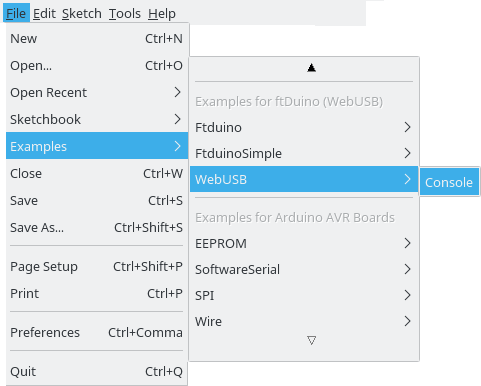 File Edit Sketch Tools Help
New Ctrl+N
Open... Ctrl+O
Open Recent
Sketchbook
Examples
Close Ctrl+W
Save Ctrl+S
Save As... Ctrl+Shift+S
Page Setup Ctrl+Shift+P
Print Ctrl+P
Preferences Ctrl+Comma
Quit Ctrl+Q
Examples for ftDuino (WebUSB)
Ftduino
FtduinoSimple
WebUSB
Examples for Arduino AVR Boards
EEPROM
SoftwareSerial
SPI
Wire
Console